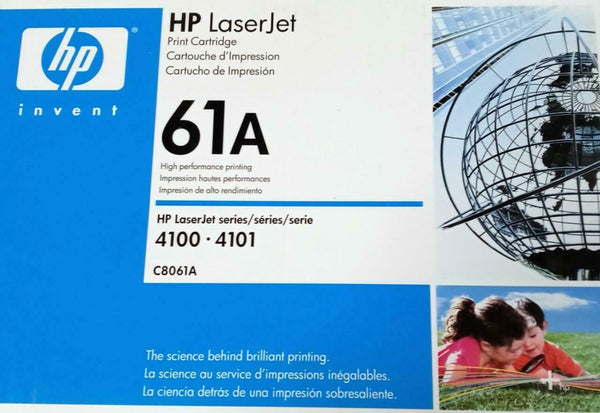 hp
®
invent
HP LaserJet
Print Cartridge
Cartouche d'Impression
Cartucho de Impresión
61A
High performance printing
Impression hautes performances
Impresión de alto rendimiento
HP LaserJet series/séries/serie
4100 · 4101
C8061A
The science behind brilliant printing.
La science au service d'impressions inégalables.
La ciencia detrás de una impresión sobresaliente.
+hp